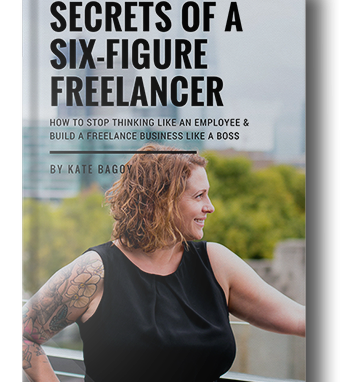 SECRETS OF A
SIX-FIGURE
FREELANCER
HOW TO STOP THINKING LIKE AN EMPLOYEE &
BUILD A FREELANCE BUSINESS LIKE A BOSS
BY KATE BAGOY